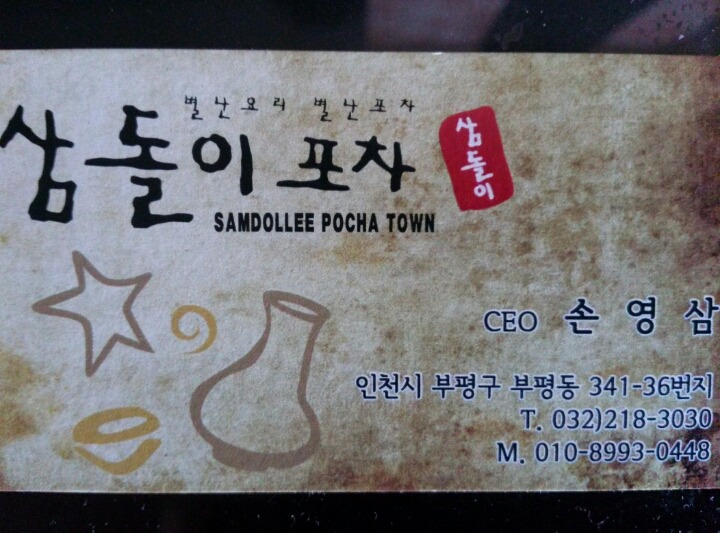 별난요리 별난포차
삼돌이 포차
삼돌이
SAMDOLLEE POCHA TOWN
CEO 손영삼
인천시 부평구 부평동 341-36번지
T. 032)218-3030
M. 010-8993-0448